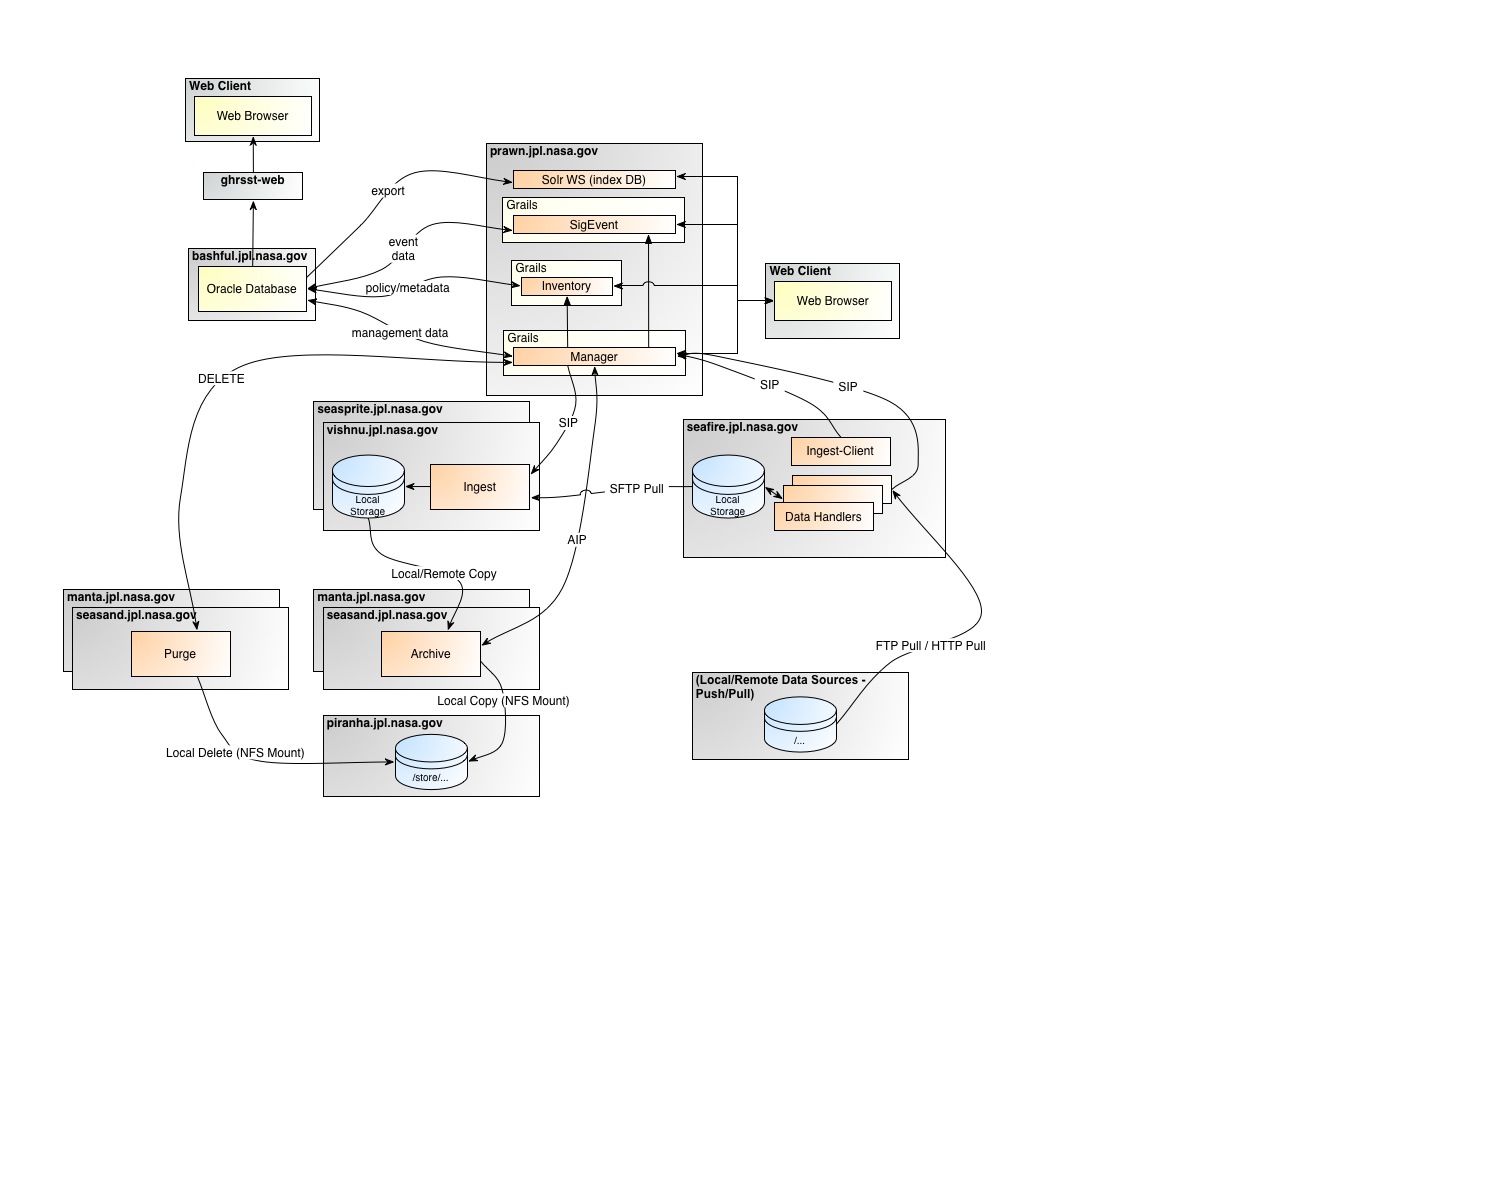 Web Client
Web Browser
ghrsst-web
bashful.jpl.nasa.gov
Oracle Database
export
event
data
policy/metadata
management data
prawn.jpl.nasa.gov
Solr WS (index DB)
Grails
SigEvent
Grails
Inventory
Grails
Manager
Web Client
Web Browser
DELETE
SIP
SIP
SIP
seasprite.jpl.nasa.gov
vishnu.jpl.nasa.gov
Local
Storage
Ingest
SFTP Pull
seafire.jpl.nasa.gov
Ingest-Client
Local
Storage
Data Handlers
AIP
Local/Remote Copy
manta.jpl.nasa.gov
seasand.jpl.nasa.gov
Purge
manta.jpl.nasa.gov
seasand.jpl.nasa.gov
Archive
FTP Pull / HTTP Pull
(Local/Remote Data Sources -
Push/Pull)
/...
Local Copy (NFS Mount)
piranha.jpl.nasa.gov
Local Delete (NFS Mount)
/store/...